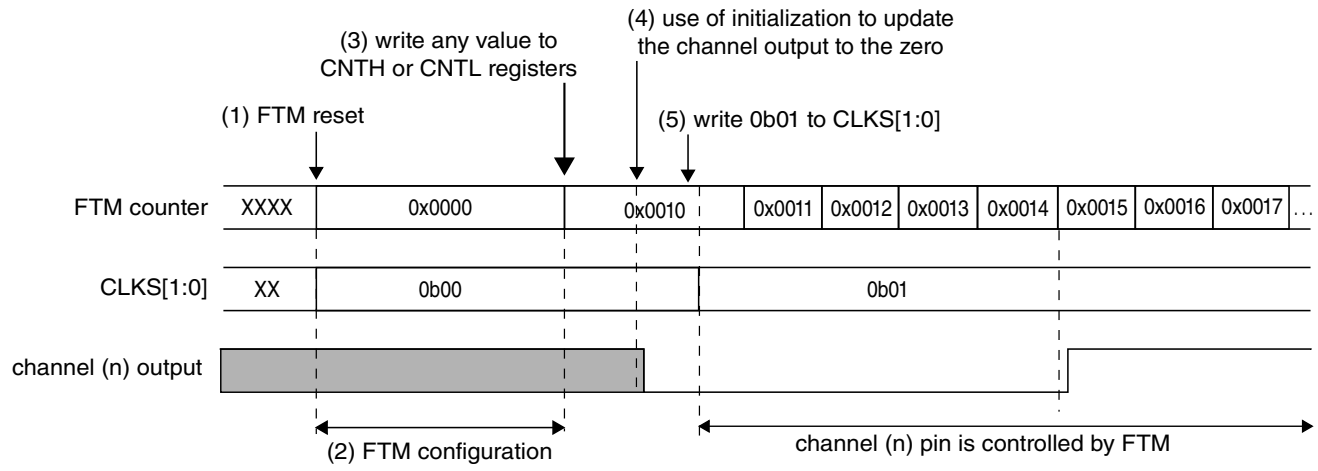 (4) use of initialization to update
the channel output to the zero
(3) write any value to
CNTH or CNTL registers
(1) FTM reset
(5) write 0b01 to CLKS[1:0]
FTM counter XXXX 0x0000 0x0010 0x0011 0x0012 0x0013 0x0014 0x0015 0x0016 0x0017 ...
CLKS[1:0] XX 0b00 0b01
channel (n) output
(2) FTM configuration
channel (n) pin is controlled by FTM